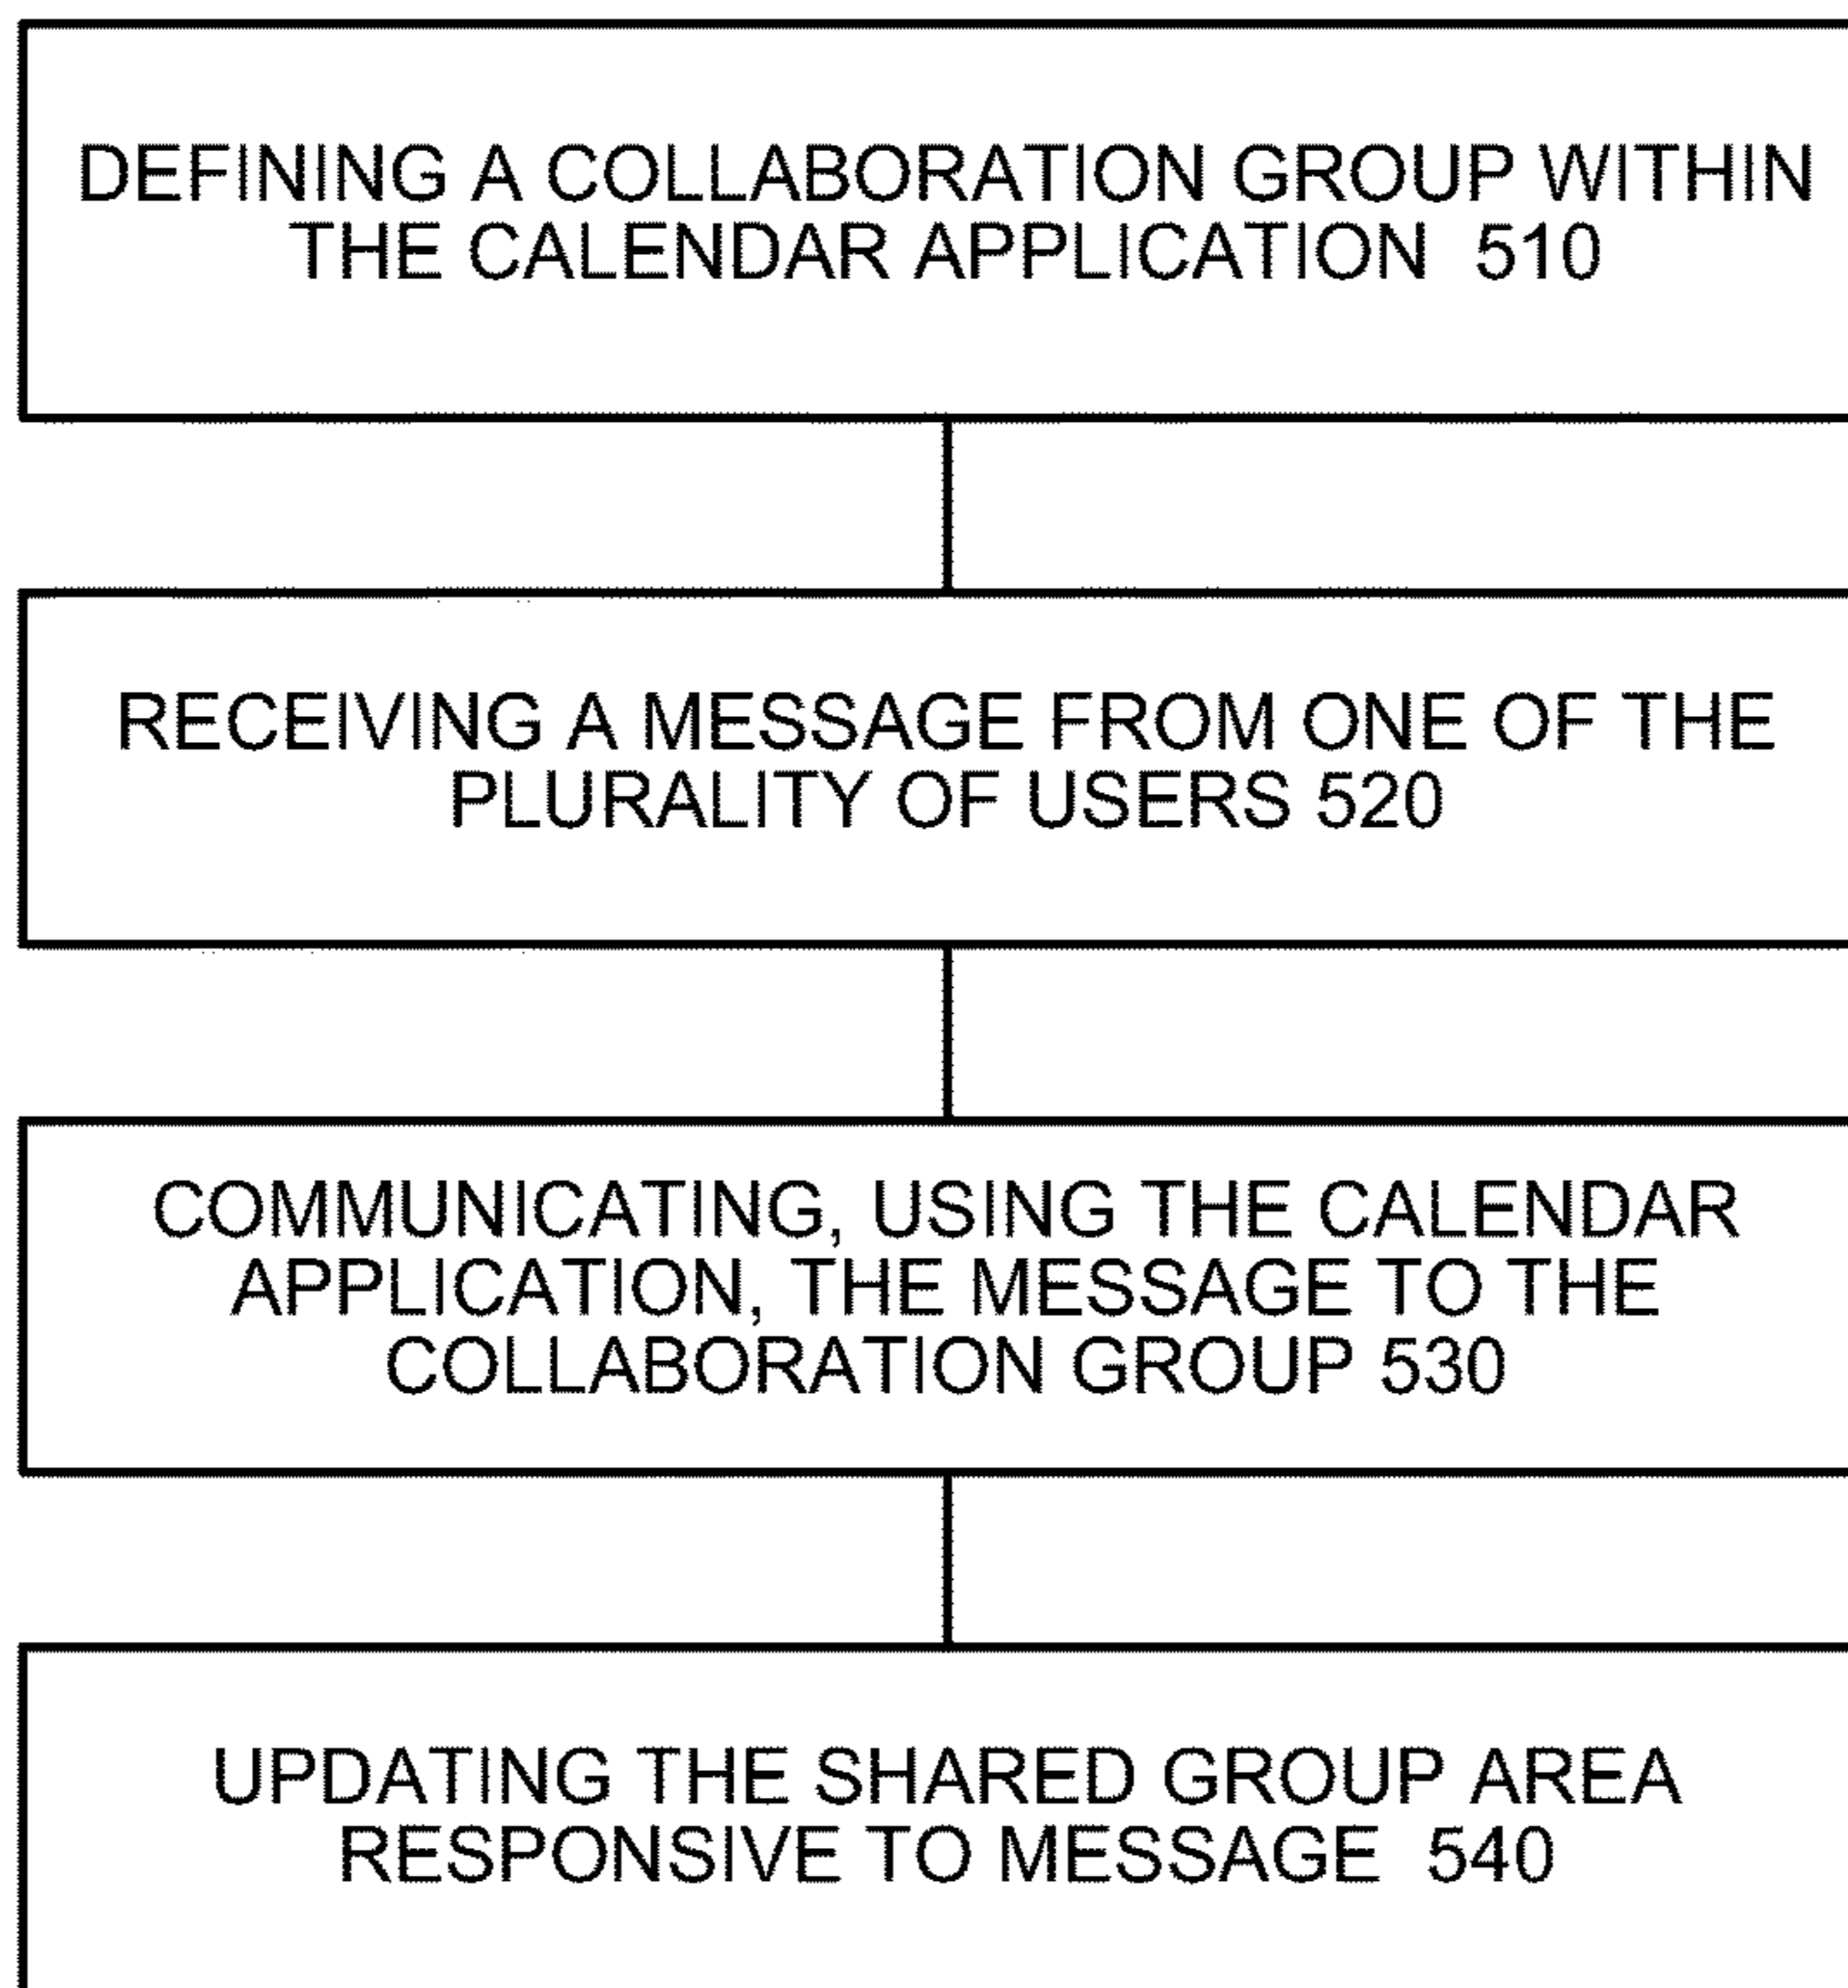 DEFINING A COLLABORATION GROUP WITHIN
THE CALENDAR APPLICATION 510
RECEIVING A MESSAGE FROM ONE OF THE
PLURALITY OF USERS 520
COMMUNICATING, USING THE CALENDAR
APPLICATION, THE MESSAGE TO THE
COLLABORATION GROUP 530
UPDATING THE SHARED GROUP AREA
RESPONSIVE TO MESSAGE 540